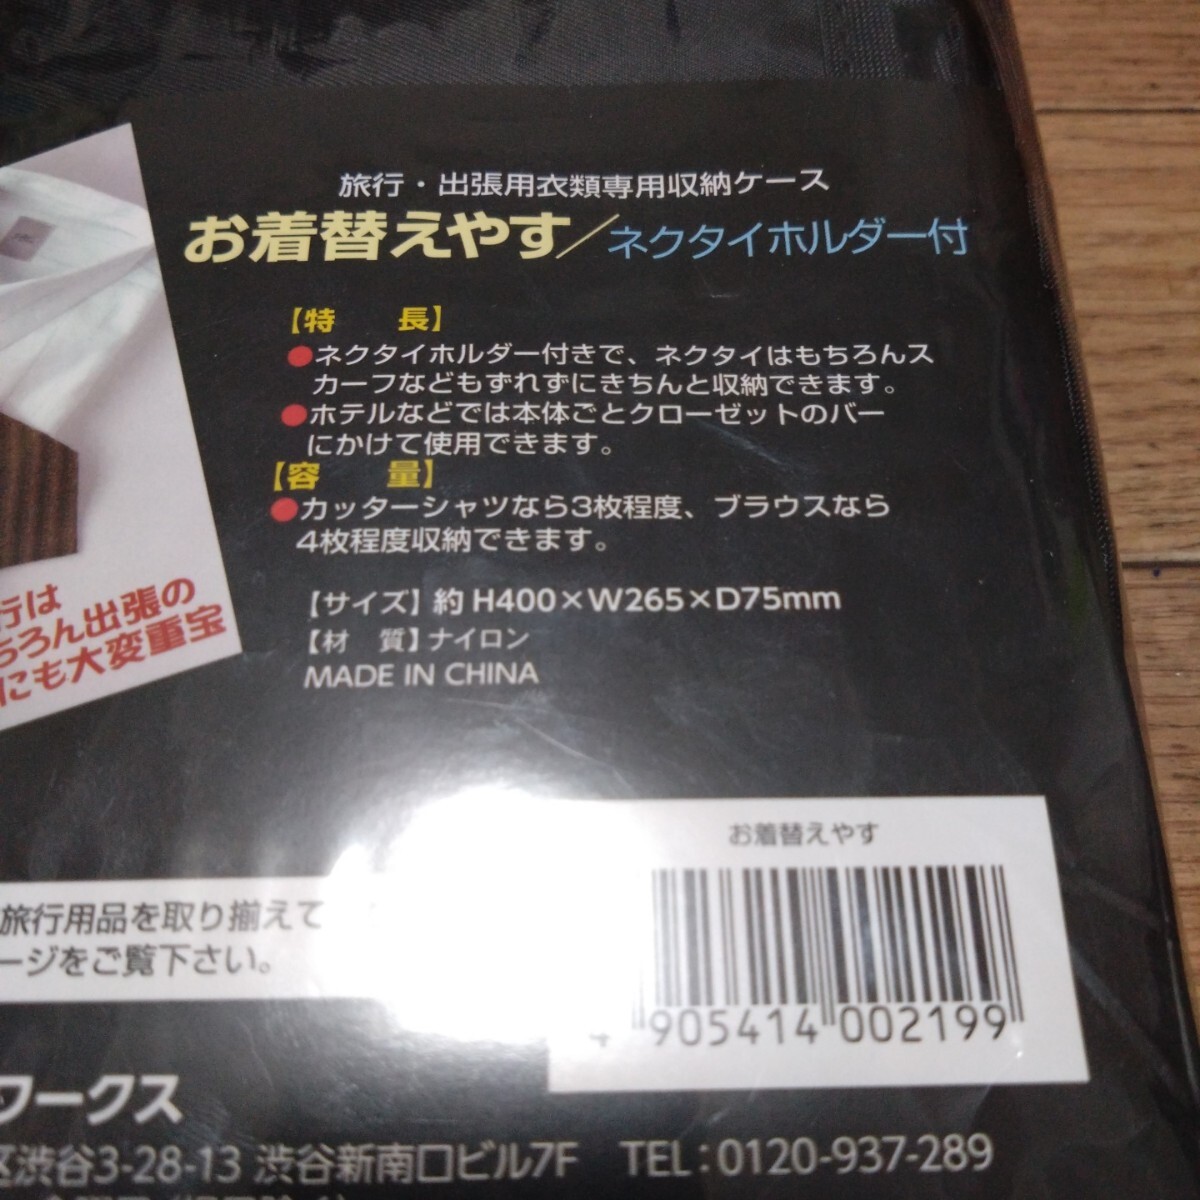 旅行・出張用衣類専用収納ケース
お着替えやす／ネクタイホルダー付
【特　長】
●ネクタイホルダー付きで、ネクタイはもちろんス
カーフなどもずれずにきちんと収納できます。
●ホテルなどでは本体ごとクローゼットのバー
にかけて使用できます。
【容　量】
●カッターシャツなら3枚程度、ブラウスなら
4枚程度収納できます。
【サイズ】約 H400×W265×D75mm
【材　質】ナイロン
MADE IN CHINA
行は
ちろん出張の
にも大変重宝
お着替えやす
4 905414 002199
旅行用品を取り揃えて
ージをご覧下さい。
ワークス
区渋谷3-28-13 渋谷新南口ビル7F TEL:0120-937-289